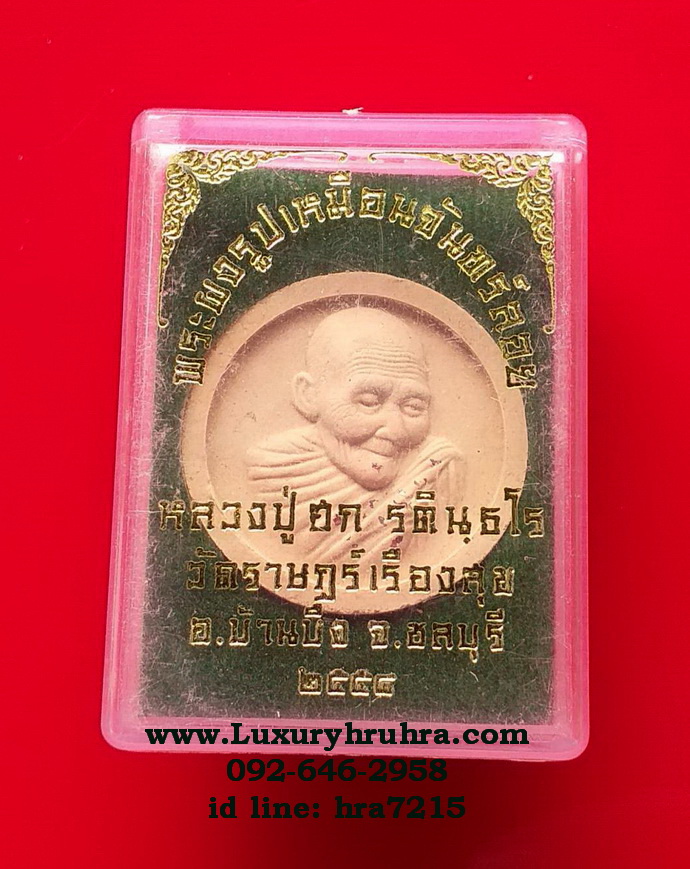 พระผงรูปเหมือนจันทร์ลอย
หลวงปู่ฮก รตินฺธโร
วัดราษฎร์เรืองสุข
อ.บ้านบึง จ.ชลบุรี
๒๕๕๘
www.Luxuryhruhra.com
092-646-2958
id line: hra7215